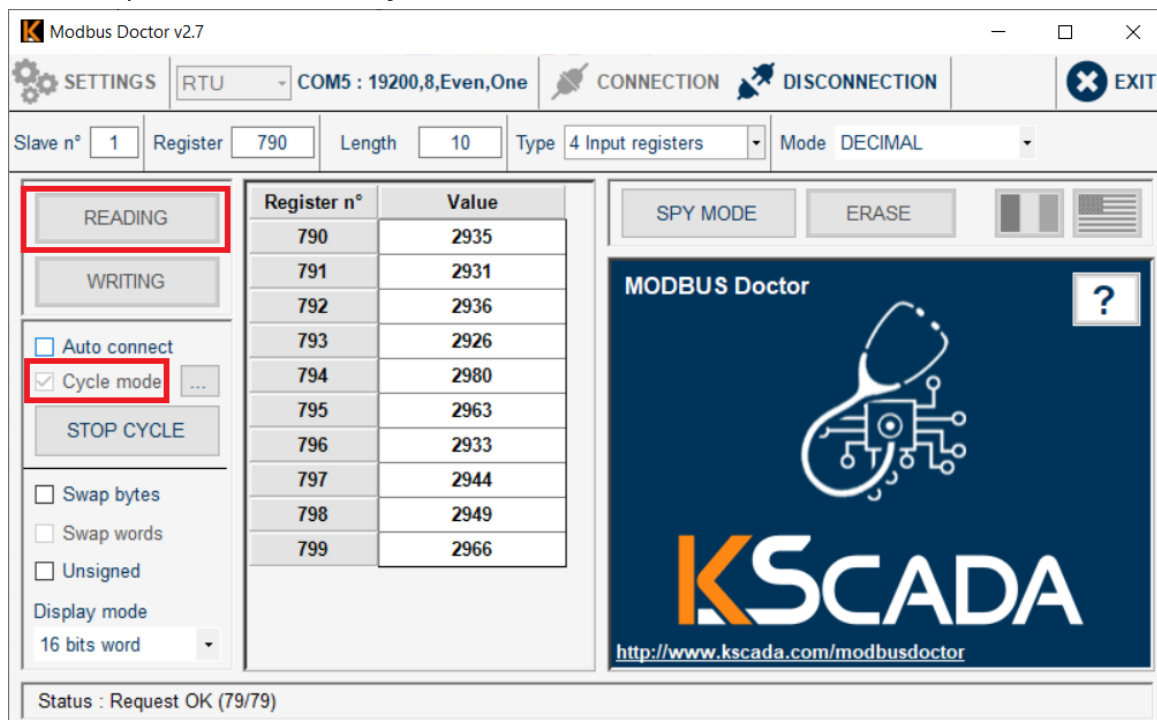 Modbus Doctor v2.7
SETTINGS RTU COM5 : 19200,8,Even,One CONNECTION DISCONNECTION EXIT
Slave n° 1 Register 790 Length 10 Type 4 Input registers Mode DECIMAL
READING
WRITING
Auto connect
Cycle mode ...
STOP CYCLE
Swap bytes
Swap words
Unsigned
Display mode
16 bits word
Register n° Value
790 2935
791 2931
792 2936
793 2926
794 2980
795 2963
796 2933
797 2944
798 2949
799 2966
SPY MODE ERASE
MODBUS Doctor ?
KSCADA
http://www.kscada.com/modbusdoctor
Status : Request OK (79/79)